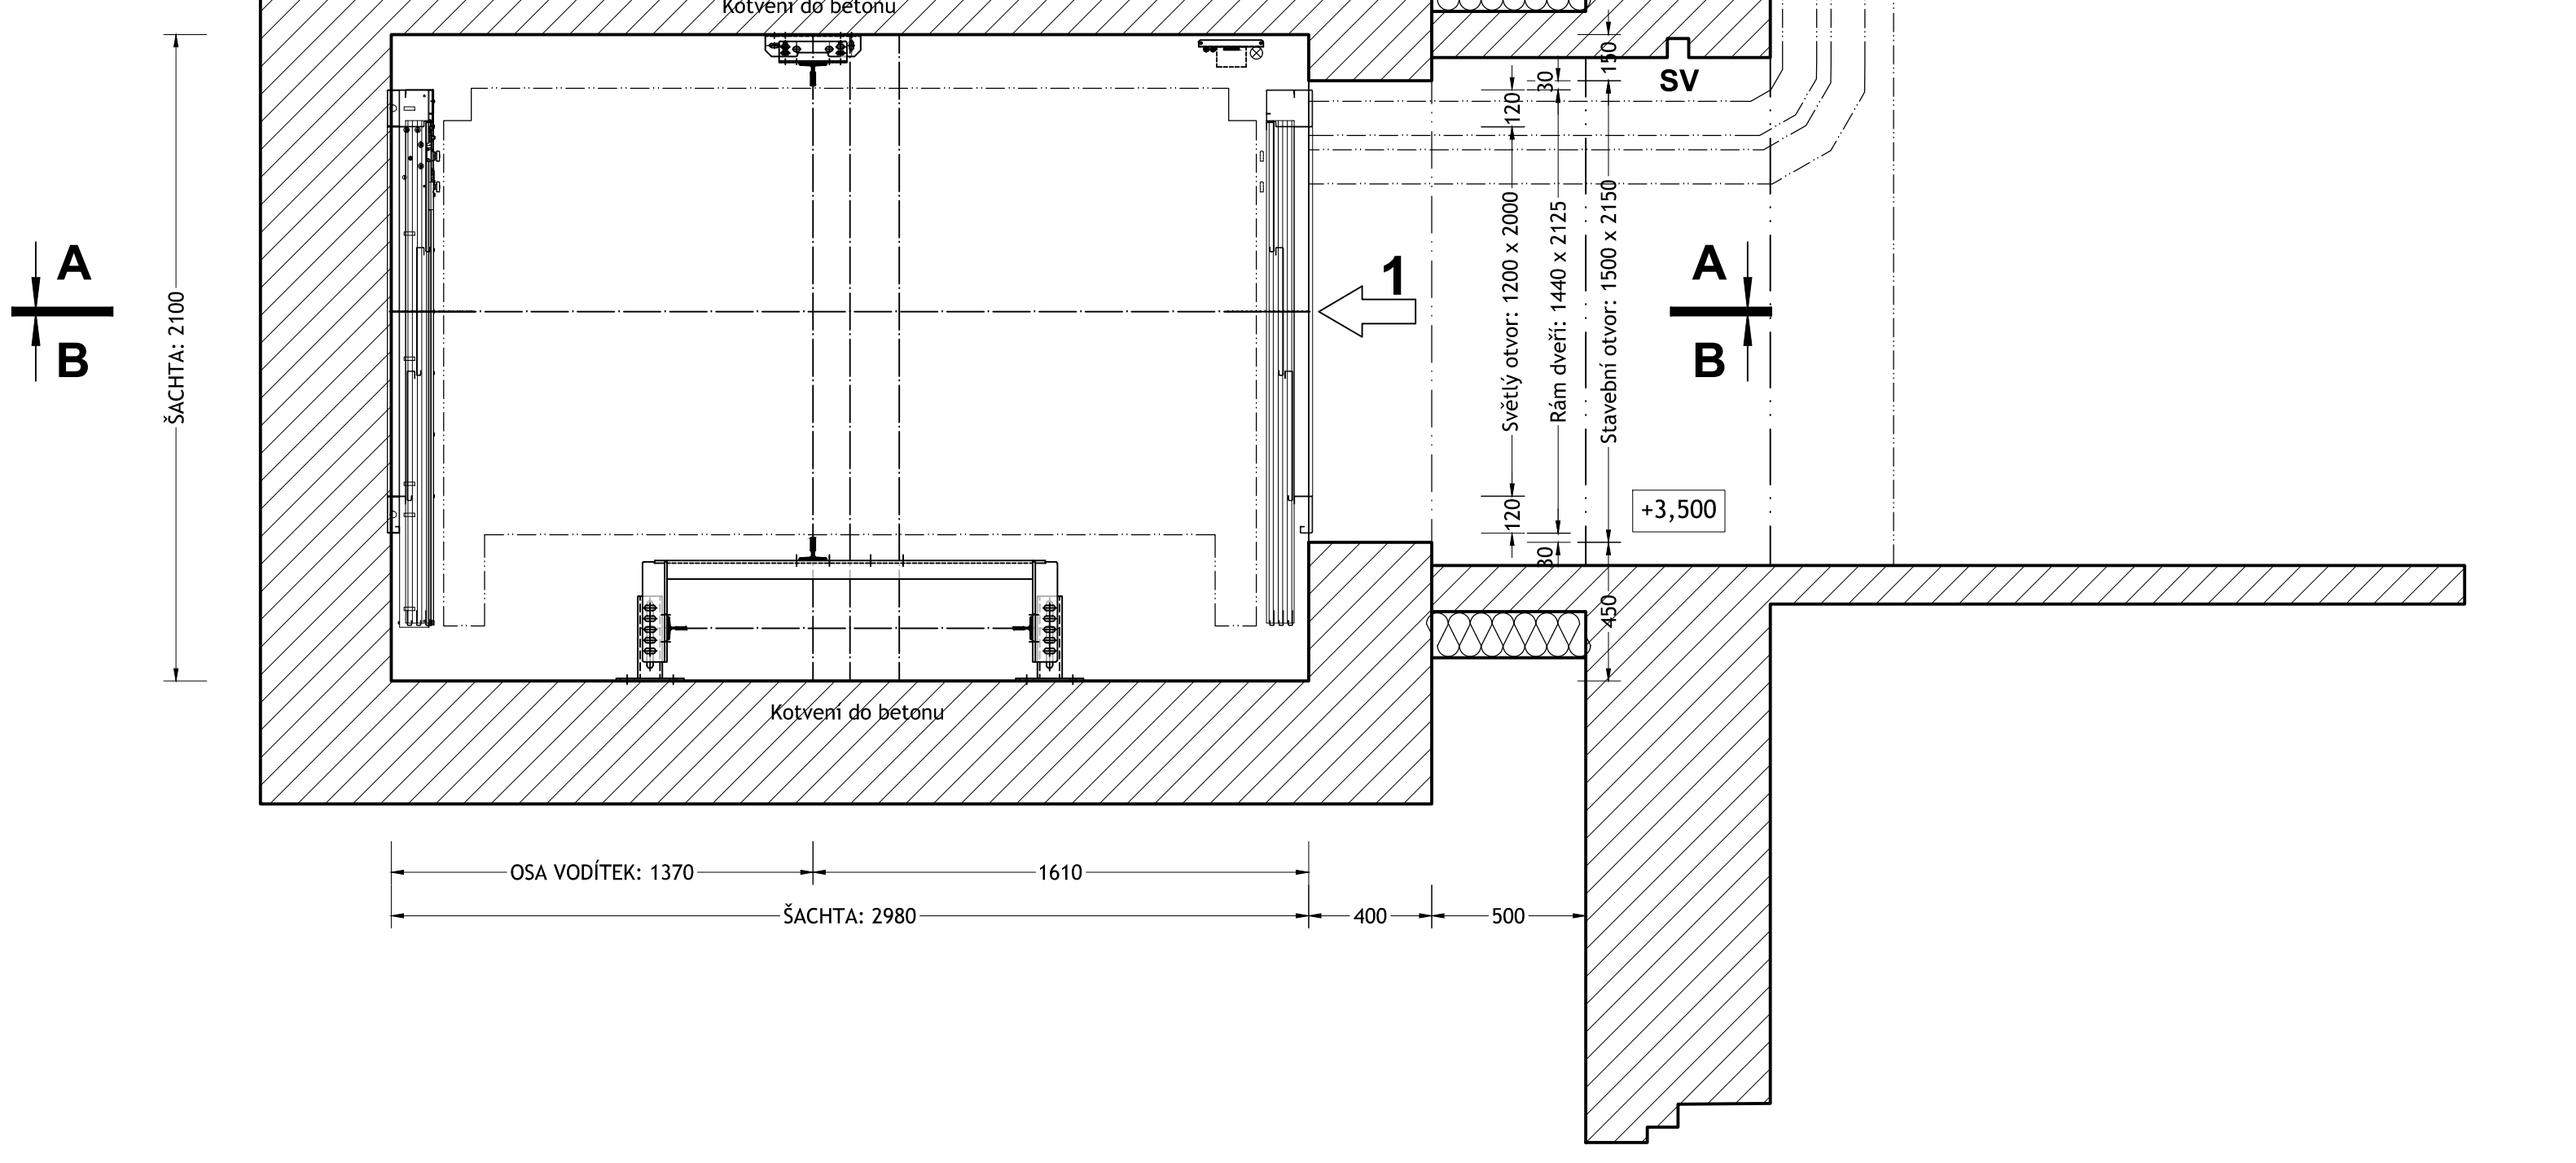 Kotvení do betonu
150
SV
30
120
A
A
1
ŠACHTA: 2100
Světlý otvor: 1200 x 2000
Rám dveří: 1440 x 2125
Stavební otvor: 1500 x 2150
B
B
+3,500
120
30
450
Kotvení do betonu
OSA VODÍTEK: 1370
1610
ŠACHTA: 2980
400
500